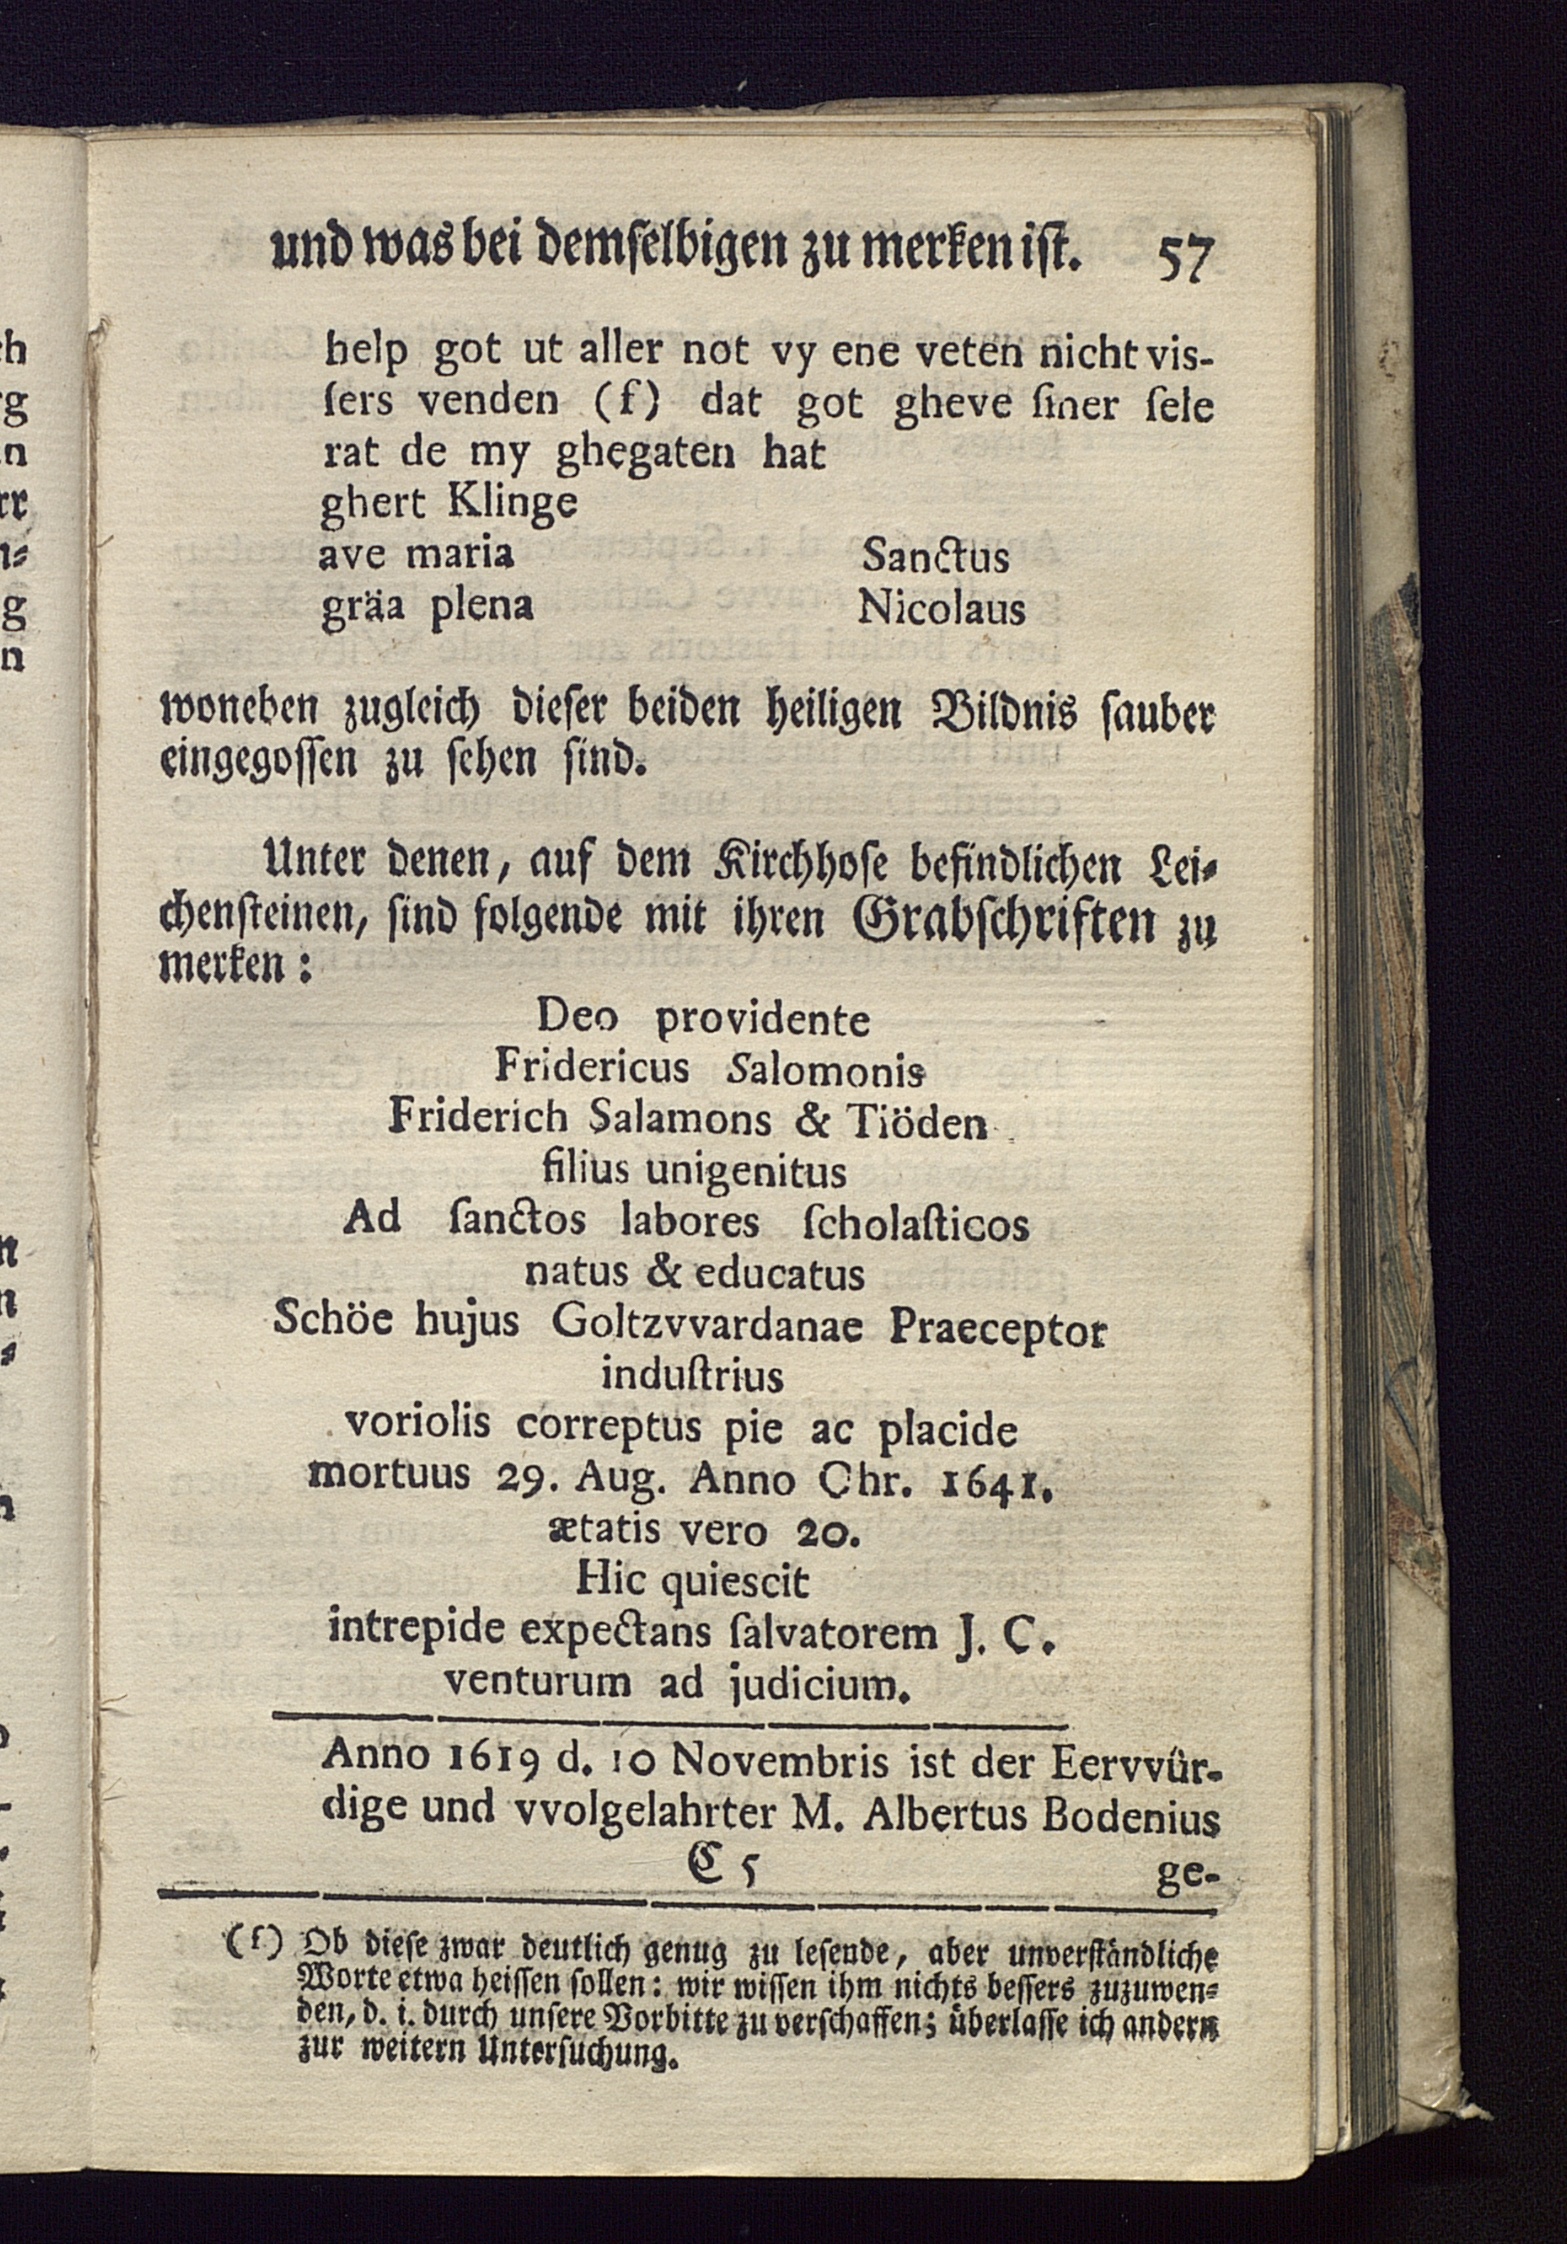 und was bei demſelbigen zu merken iſt. 57
help got ut aller not vy ene veten nicht viſ-
ſers venden (f) dat got gheve ſiner ſele
rat de my ghegaten hat
ghert Klinge
ave maria Sanctus
gräa plena Nicolaus
woneben zugleich dieſer beiden heiligen Bildnis ſauber
eingegoſſen zu ſehen ſind.
Unter denen, auf dem Kirchhofe befindlichen Lei-
chenſteinen, ſind folgende mit ihren Grabſchriften zu
merken:
Deo providente
Fridericus Salomonis
Friderich Salamons & Tiöden
filius unigenitus
Ad ſanctos labores ſcholaſticos
natus & educatus
Schöe hujus Goltzvvardanae Praeceptor
induſtrius
voriolis correptus pie ac placide
mortuus 29. Aug. Anno Chr. 1641.
ætatis vero 20.
Hic quiescit
intrepide expectans ſalvatorem J. C.
venturum ad judicium.
Anno 1619 d. 10 Novembris ist der Eervvür-
dige und vvolgelahrter M. Albertus Bodenius
C 5 ge-
(f) Ob dieſe zwar deutlich genug zu leſende, aber unverſtändliche
Worte etwa heiſſen ſollen: wir wiſſen ihm nichts beſſers zuzuwen-
den, d. i. durch unſere Vorbitte zu verſchaffen; überlaſſe ich andern
zur weitern Unterſuchung.